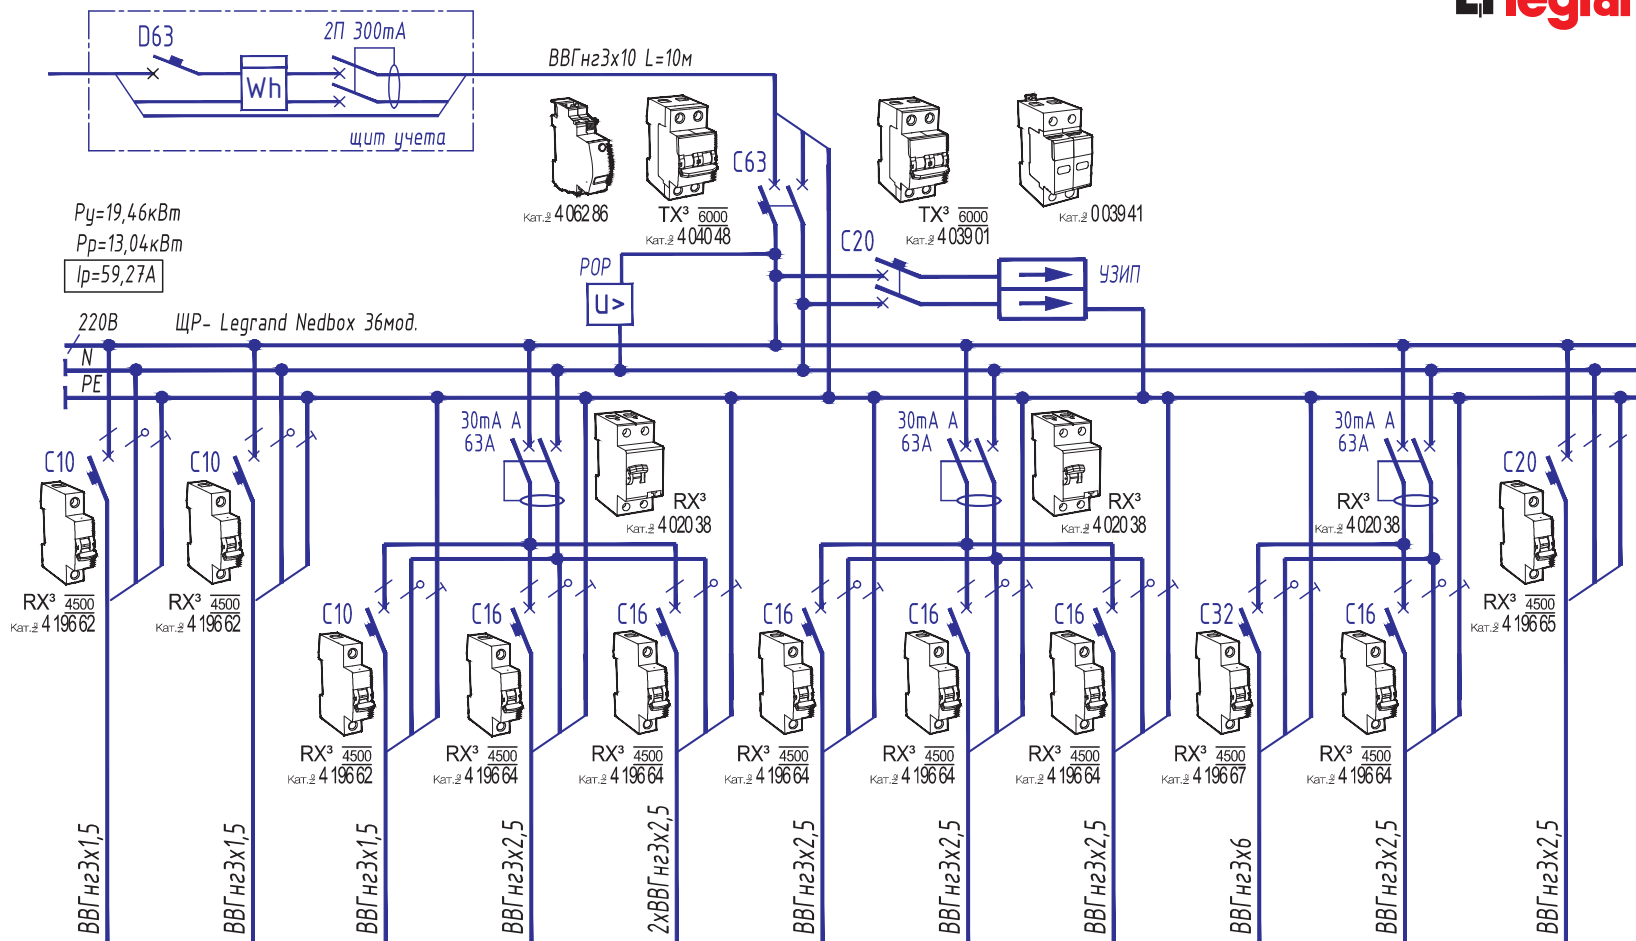 legran
D63
2П 300mA
ВВГнг3х10 L=10м
Wh
щит учета
C63
Кат.№ 4 062 86
TX³ 6000
Кат.№ 4 040 48
TX³ 6000
Кат.№ 4 039 01
Кат.№ 0 039 41
Ру=19,46кВт
Рр=13,04кВт
Iр=59,27А
C20
РОР
U>
УЗИП
220В
ЩР- Legrand Nedbox 36мод.
N
PE
30mA A
63A
30mA A
63A
30mA A
63A
C10
C10
C20
RX³
Кат.№ 4 020 38
RX³
Кат.№ 4 020 38
RX³
Кат.№ 4 020 38
RX³ 4500
Кат.№ 4 196 62
RX³ 4500
Кат.№ 4 196 62
RX³ 4500
Кат.№ 4 196 65
C10
C16
C16
C16
C16
C16
C32
C16
RX³ 4500
Кат.№ 4 196 62
RX³ 4500
Кат.№ 4 196 64
RX³ 4500
Кат.№ 4 196 64
RX³ 4500
Кат.№ 4 196 64
RX³ 4500
Кат.№ 4 196 64
RX³ 4500
Кат.№ 4 196 64
RX³ 4500
Кат.№ 4 196 67
RX³ 4500
Кат.№ 4 196 64
ВВГнг3х1,5
ВВГнг3х1,5
ВВГнг3х1,5
ВВГнг3х2,5
2хВВГнг3х2,5
ВВГнг3х2,5
ВВГнг3х2,5
ВВГнг3х2,5
ВВГнг3х6
ВВГнг3х2,5
ВВГнг3х2,5